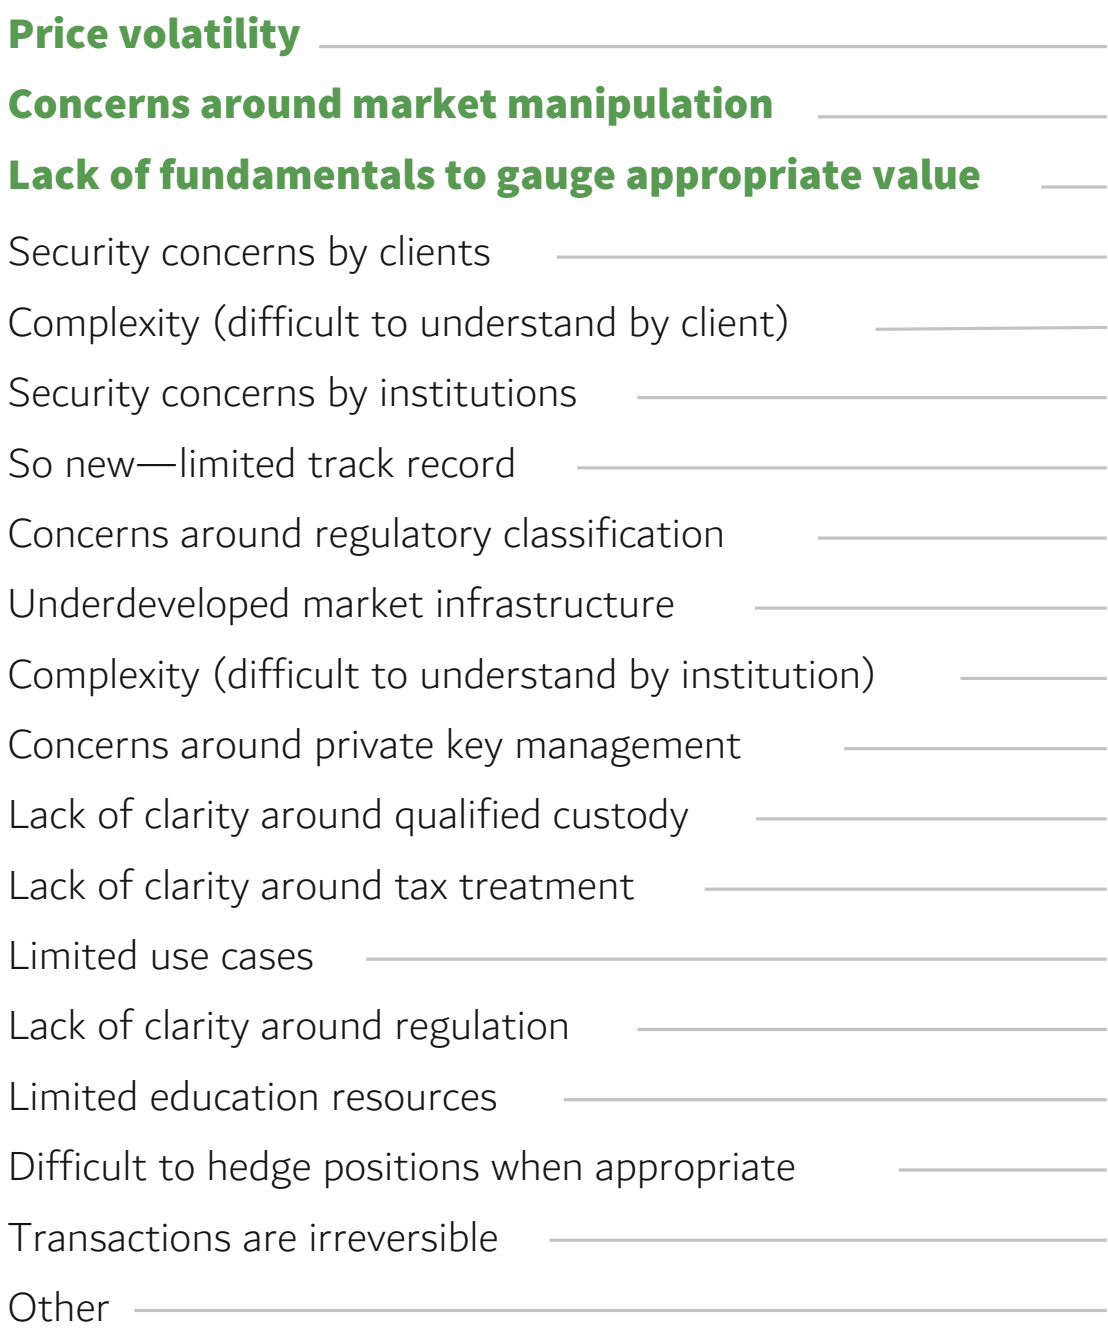 Price volatility
Concerns around market manipulation
Lack of fundamentals to gauge appropriate value
Security concerns by clients
Complexity (difficult to understand by client)
Security concerns by institutions
So new—limited track record
Concerns around regulatory classification
Underdeveloped market infrastructure
Complexity (difficult to understand by institution)
Concerns around private key management
Lack of clarity around qualified custody
Lack of clarity around tax treatment
Limited use cases
Lack of clarity around regulation
Limited education resources
Difficult to hedge positions when appropriate
Transactions are irreversible
Other